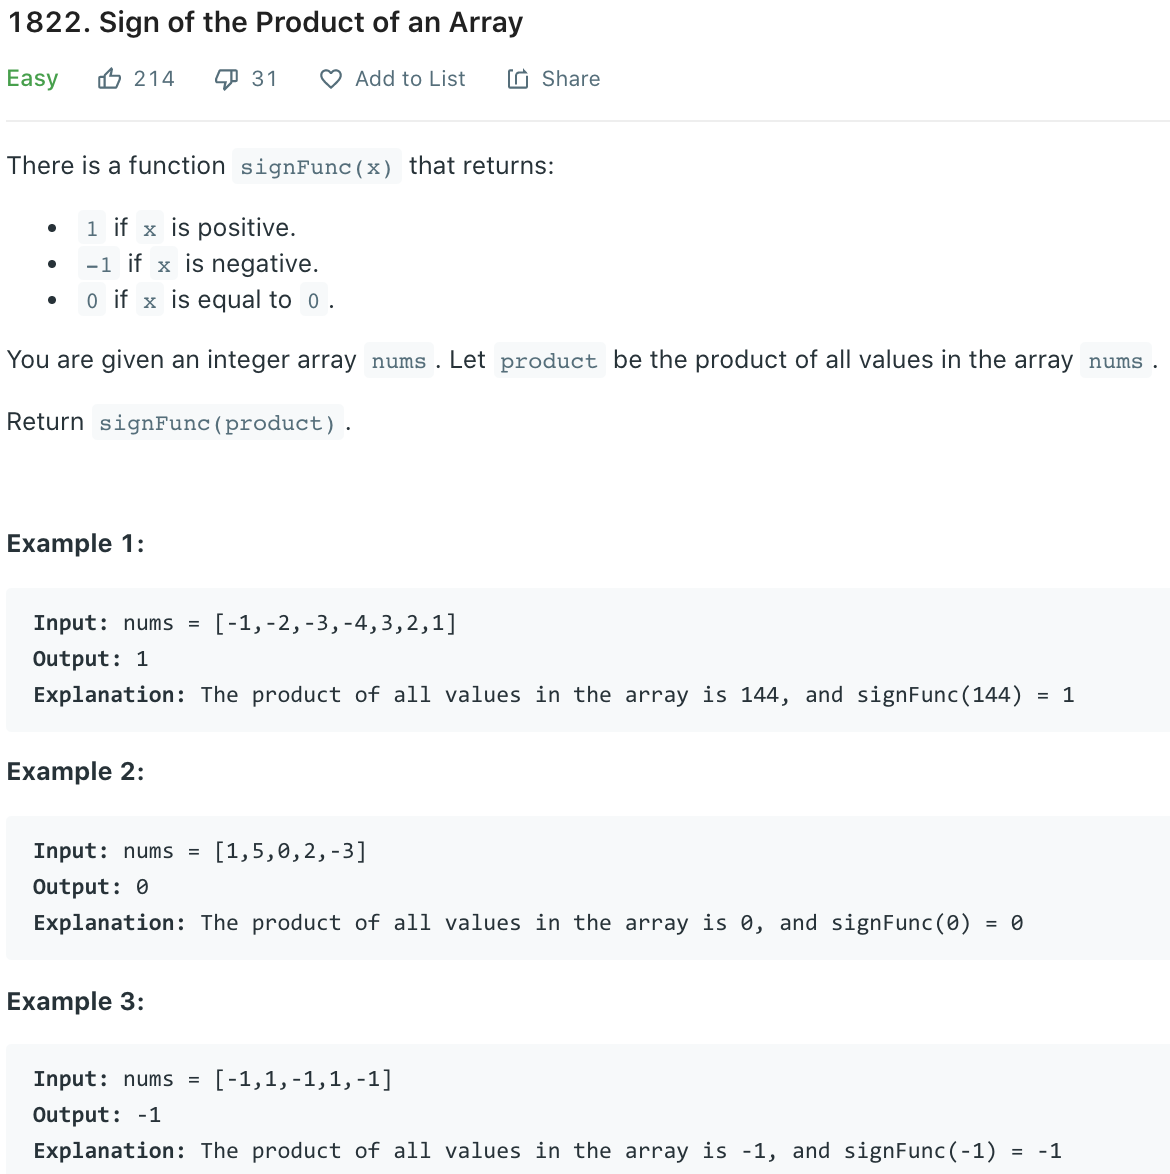 1822. Sign of the Product of an Array
Easy 214 31 Add to List Share
There is a function signFunc(x) that returns:
• 1 if x is positive.
• -1 if x is negative.
• 0 if x is equal to 0 .
You are given an integer array nums . Let product be the product of all values in the array nums .
Return signFunc(product) .
Example 1:
Input: nums = [-1,-2,-3,-4,3,2,1]
Output: 1
Explanation: The product of all values in the array is 144, and signFunc(144) = 1
Example 2:
Input: nums = [1,5,0,2,-3]
Output: 0
Explanation: The product of all values in the array is 0, and signFunc(0) = 0
Example 3:
Input: nums = [-1,1,-1,1,-1]
Output: -1
Explanation: The product of all values in the array is -1, and signFunc(-1) = -1